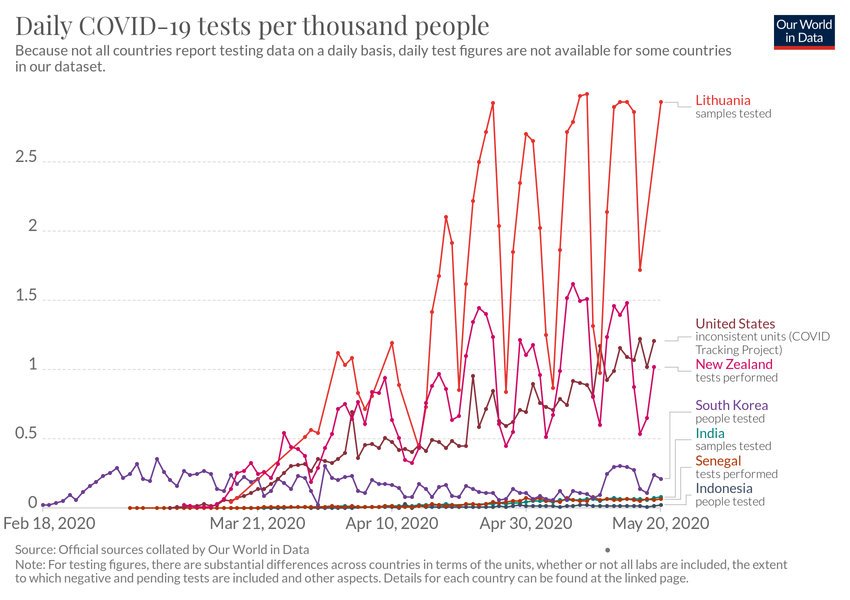 Daily COVID-19 tests per thousand people
Our World
in Data
Because not all countries report testing data on a daily basis, daily test figures are not available for some countries
in our dataset.
Lithuania
samples tested
2.5
2
1.5
United States
inconsistent units (COVID
Tracking Project)
1
New Zealand
tests performed
South Korea
people tested
0.5
India
samples tested
Senegal
tests performed
Indonesia
people tested
0
Feb 18, 2020
Mar 21, 2020
Apr 10, 2020
Apr 30, 2020
May 20, 2020
Source: Official sources collated by Our World in Data
Note: For testing figures, there are substantial differences across countries in terms of the units, whether or not all labs are included, the extent
to which negative and pending tests are included and other aspects. Details for each country can be found at the linked page.